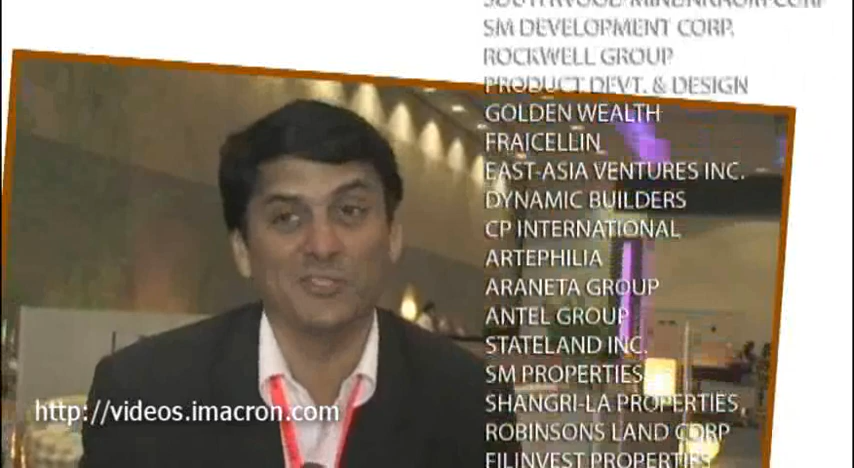 SM DEVELOPMENT CORP.
ROCKWELL GROUP
PRODUCT DEVT. & DESIGN
GOLDEN WEALTH
FRAICELLIN
EAST-ASIA VENTURES INC.
DYNAMIC BUILDERS
CP INTERNATIONAL
ARTEPHILIA
ARANETA GROUP
ANTEL GROUP
STATELAND INC.
SM PROPERTIES
SHANGRI-LA PROPERTIES
http://videos.imacron.com
ROBINSONS LAND CORP
FILINVEST PROPERTIES